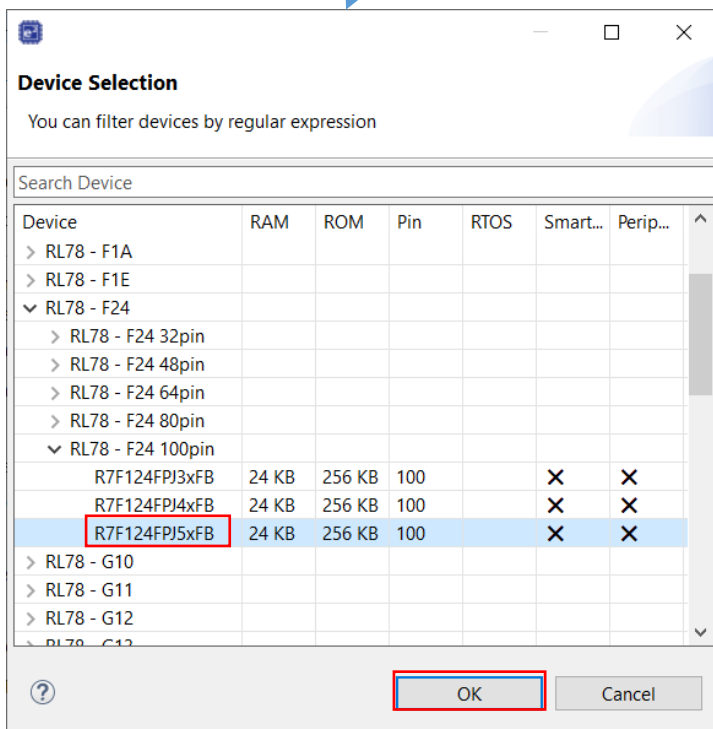 Device Selection
You can filter devices by regular expression
Search Device
Device RAM ROM Pin RTOS Smart... Perip...
RL78 - F1A
RL78 - F1E
RL78 - F24
RL78 - F24 32pin
RL78 - F24 48pin
RL78 - F24 64pin
RL78 - F24 80pin
RL78 - F24 100pin
R7F124FPJ3xFB 24 KB 256 KB 100
R7F124FPJ4xFB 24 KB 256 KB 100
R7F124FPJ5xFB 24 KB 256 KB 100
RL78 - G10
RL78 - G11
RL78 - G12
OK Cancel